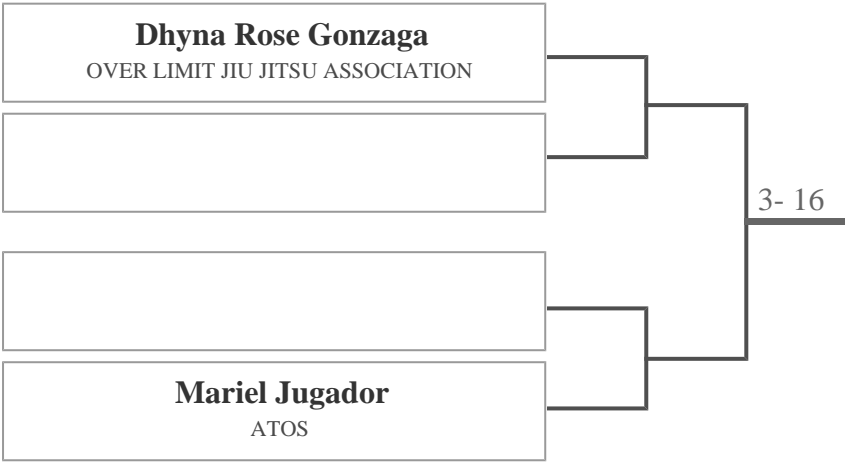 Dhyna Rose Gonzaga
OVER LIMIT JIU JITSU ASSOCIATION
3- 16
Mariel Jugador
ATOS